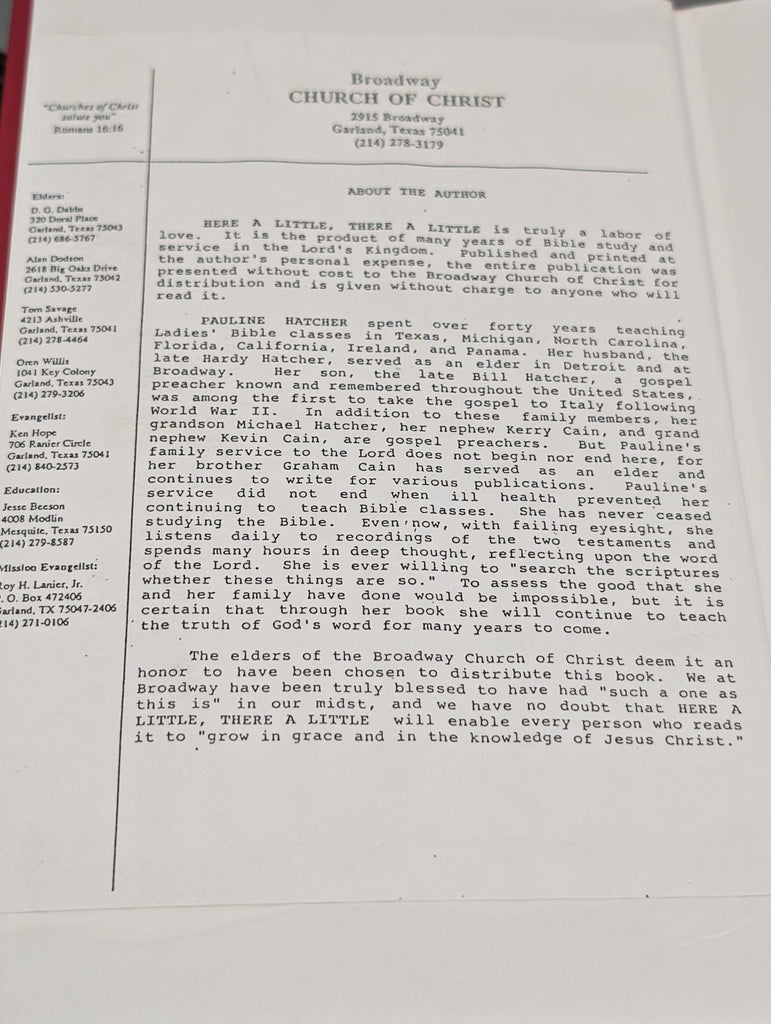 Broadway
CHURCH OF CHRIST
2915 Broadway
Garland, Texas 75041
(214) 278-3179
"Churches of Christ
salute you"
Romans 16:16
Elders:
D. G. Dabbs
320 Doral Place
Garland, Texas 75043
(214) 686-3767
Alan Dodson
2618 Big Oaks Drive
Garland, Texas 75042
(214) 530-5277
Tom Savage
4213 Ashville
Garland, Texas 75041
(214) 278-4464
Oren Willis
1041 Key Colony
Garland, Texas 75043
(214) 279-3206
Evangelist:
Ken Hope
706 Ranier Circle
Garland, Texas 75041
(214) 840-2573
Education:
Jesse Beeson
4008 Modlin
Mesquite, Texas 75150
(214) 279-8587
Mission Evangelist:
Roy H. Lanier, Jr.
. O. Box 472406
Garland, TX 75047-2406
214) 271-0106
ABOUT THE AUTHOR
HERE A LITTLE, THERE A LITTLE is truly a labor of
love. It is the product of many years of Bible study and
service in the Lord's Kingdom. Published and printed at
the author's personal expense, the entire publication was
presented without cost to the Broadway Church of Christ for
distribution and is given without charge to anyone who will
read it.
PAULINE HATCHER spent over forty years teaching
Ladies' Bible classes in Texas, Michigan, North Carolina,
Florida, California, Ireland, and Panama. Her husband, the
late Hardy Hatcher, served as an elder in Detroit and at
Broadway. Her son, the late Bill Hatcher, a gospel
preacher known and remembered throughout the United States,
was among the first to take the gospel to Italy following
World War II. In addition to these family members, her
grandson Michael Hatcher, her nephew Kerry Cain, and grand
nephew Kevin Cain, are gospel preachers. But Pauline's
family service to the Lord does not begin nor end here, for
her brother Graham Cain has served as an elder and
continues to write for various publications. Pauline's
service did not end when ill health prevented her
continuing to teach Bible classes. She has never ceased
studying the Bible. Even now, with failing eyesight, she
listens daily to recordings of the two testaments and
spends many hours in deep thought, reflecting upon the word
of the Lord. She is ever willing to "search the scriptures
whether these things are so." To assess the good that she
and her family have done would be impossible, but it is
certain that through her book she will continue to teach
the truth of God's word for many years to come.
The elders of the Broadway Church of Christ deem it an
honor to have been chosen to distribute this book. We at
Broadway have been truly blessed to have had "such a one as
this is" in our midst, and we have no doubt that HERE A
LITTLE, THERE A LITTLE will enable every person who reads
it to "grow in grace and in the knowledge of Jesus Christ."